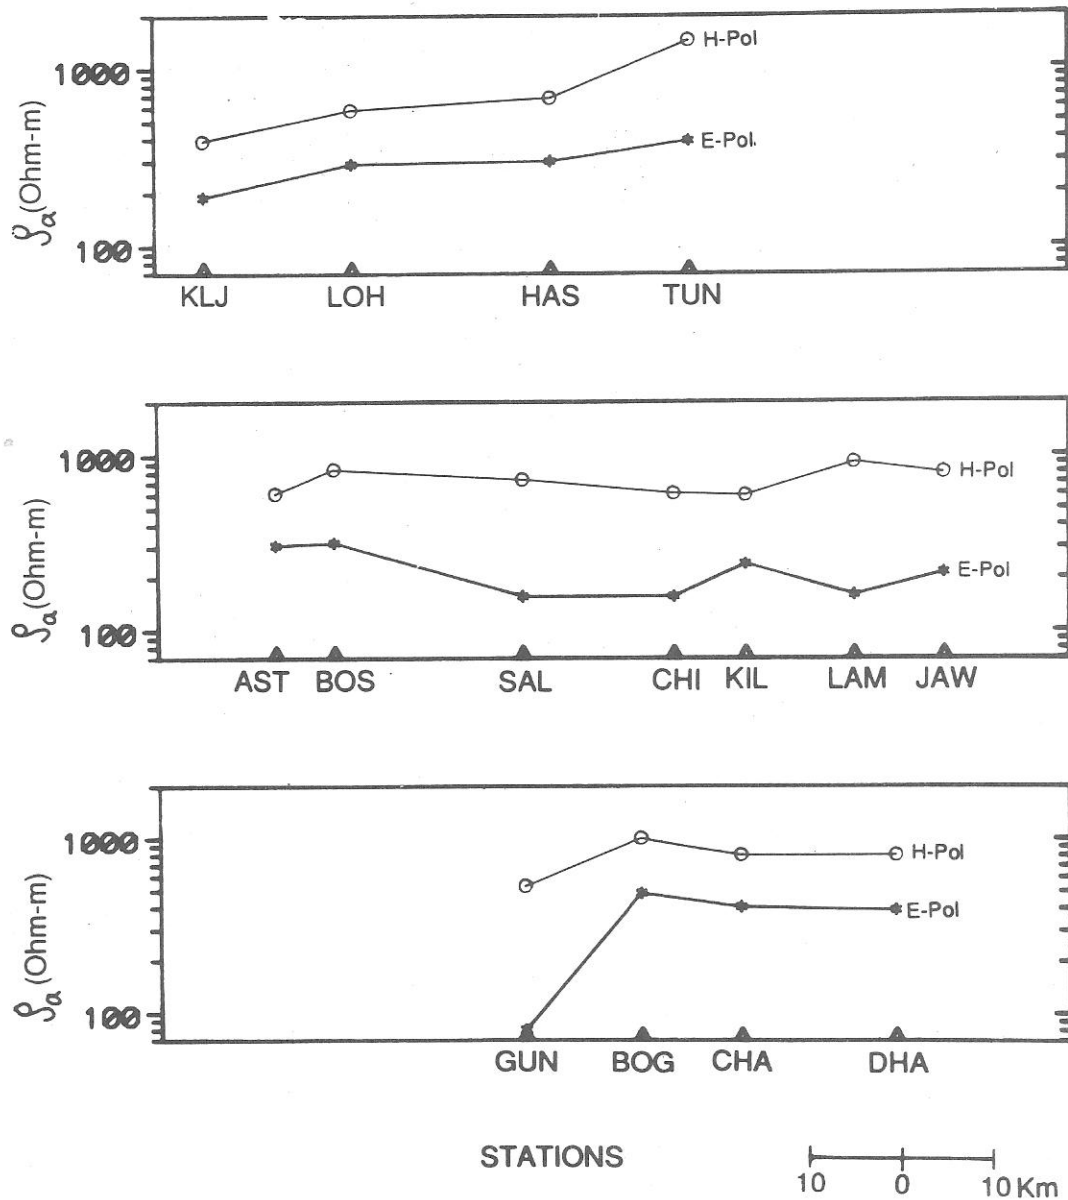 H-Pol
1000
E-Pol.
ρa(Ohm-m)
100
KLJ LOH HAS TUN
1000
H-Pol
ρa(Ohm-m)
E-Pol
100
AST BOS SAL CHI KIL LAM JAW
1000
H-Pol
E-Pol
ρa(Ohm-m)
100
GUN BOG CHA DHA
STATIONS
10 0 10 Km